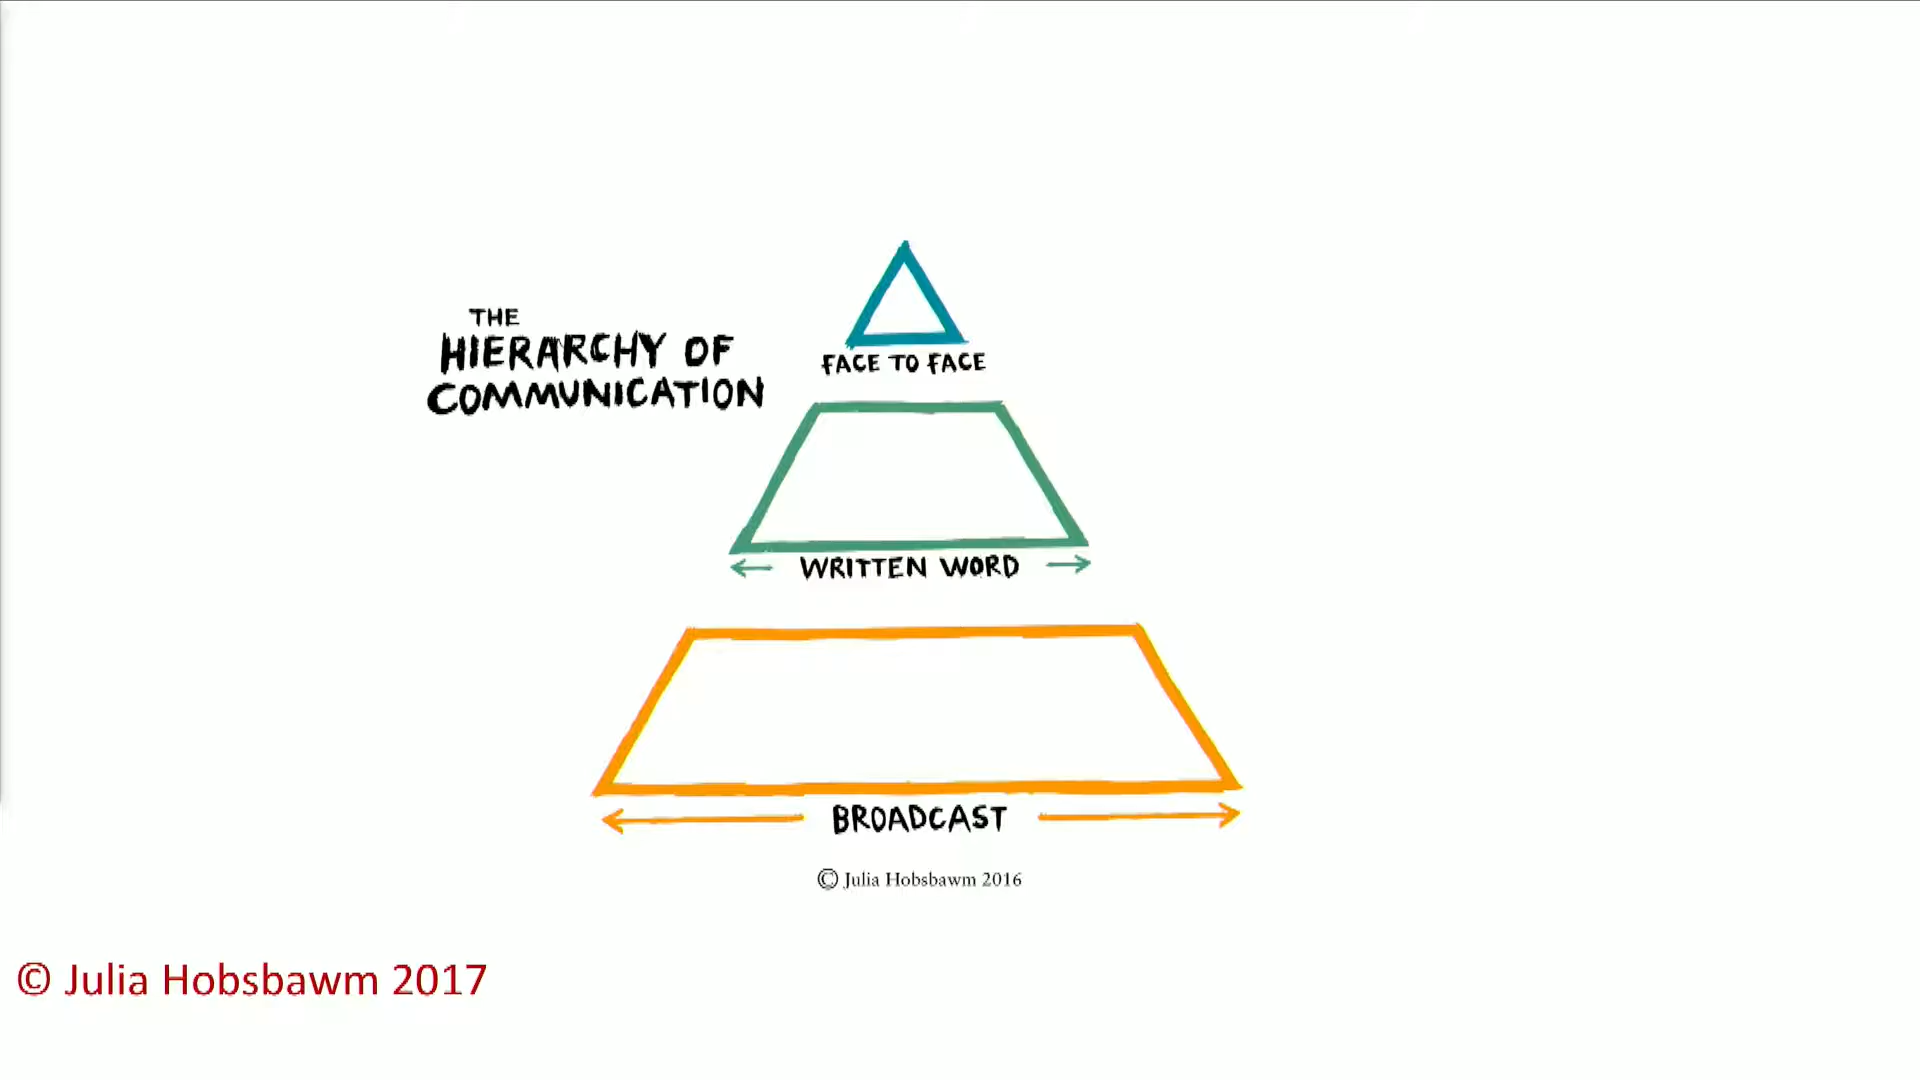 THE
HIERARCHY OF
COMMUNICATION
FACE TO FACE
WRITTEN WORD
BROADCAST
© Julia Hobsbawm 2016
© Julia Hobsbawm 2017